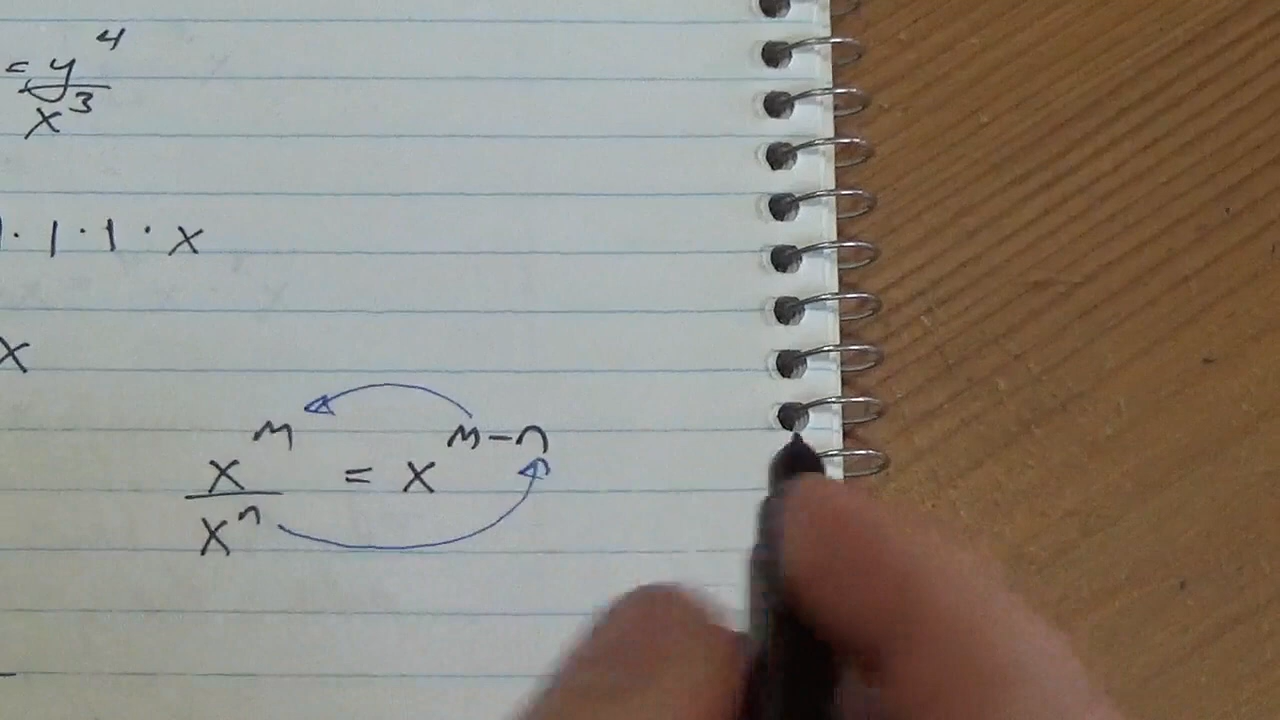 = y⁴/x³
· 1 · 1 · x
x
xᵐ/xⁿ = xᵐ⁻ⁿ